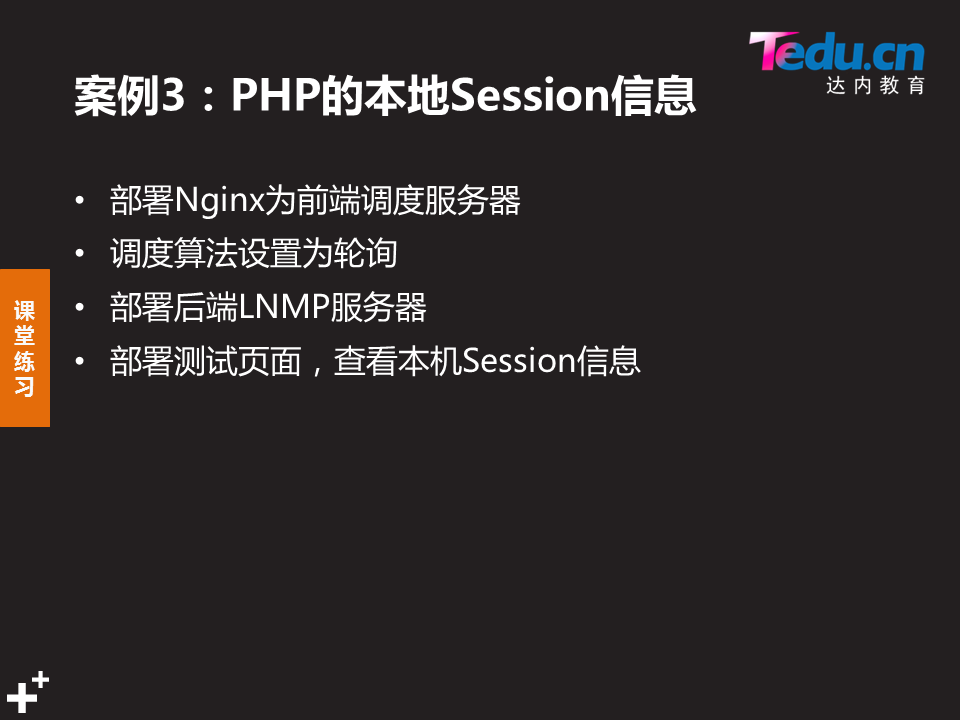 Tedu.cn
达内教育
案例3：PHP的本地Session信息
• 部署Nginx为前端调度服务器
• 调度算法设置为轮询
• 部署后端LNMP服务器
• 部署测试页面，查看本机Session信息
课
堂
练
习